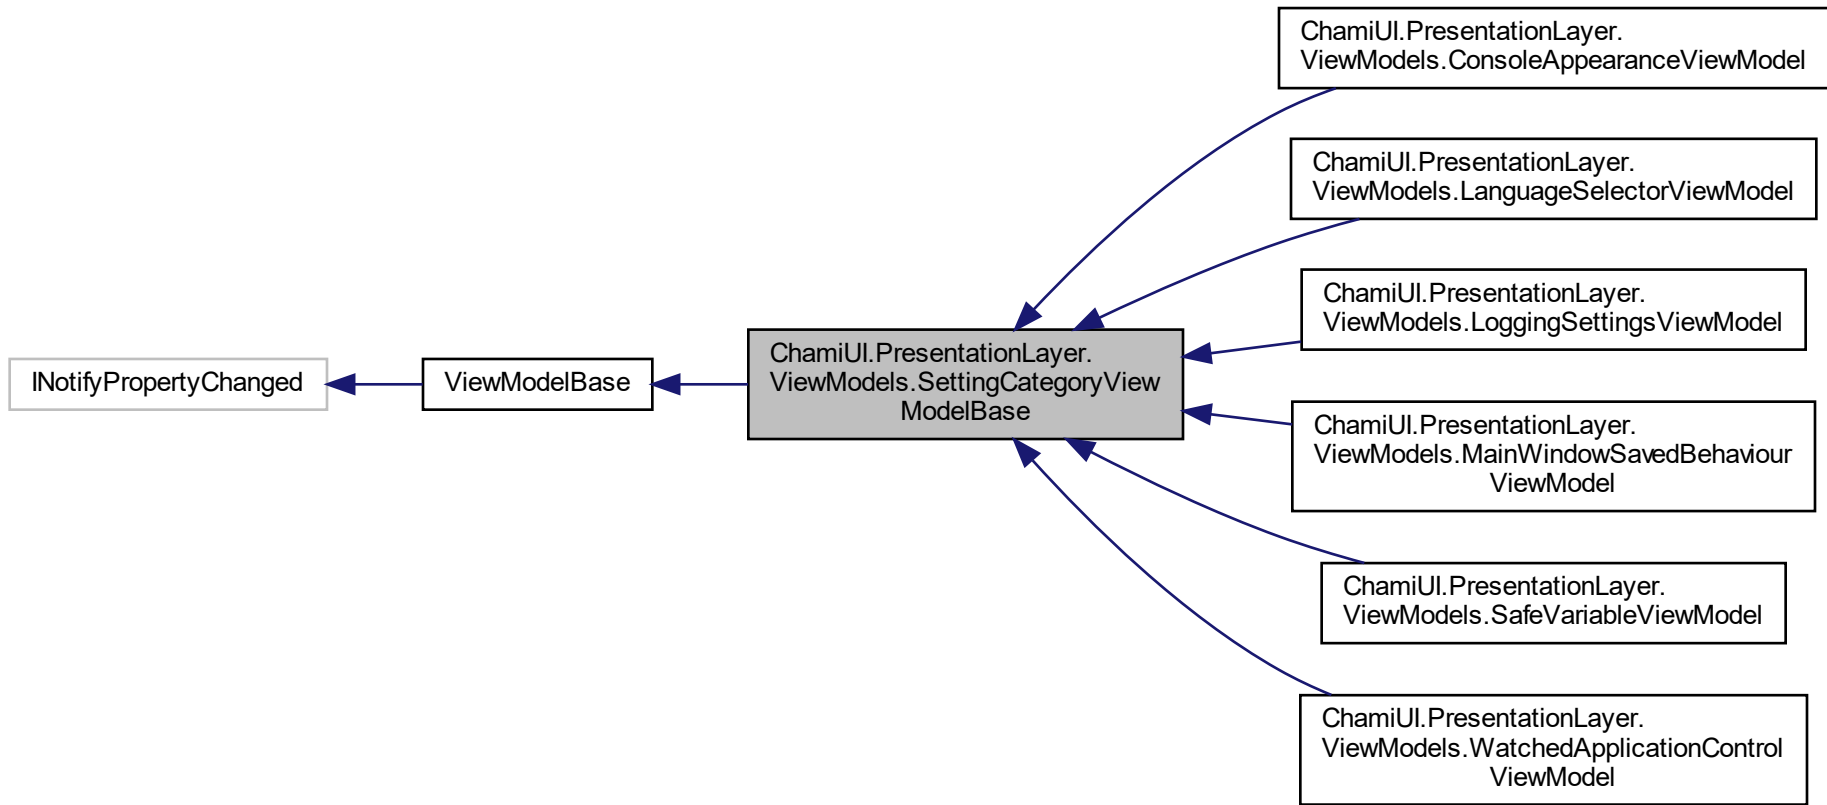 INotifyPropertyChanged
ViewModelBase
ChamiUI.PresentationLayer.
ViewModels.SettingCategoryView
ModelBase
ChamiUI.PresentationLayer.
ViewModels.ConsoleAppearanceViewModel
ChamiUI.PresentationLayer.
ViewModels.LanguageSelectorViewModel
ChamiUI.PresentationLayer.
ViewModels.LoggingSettingsViewModel
ChamiUI.PresentationLayer.
ViewModels.MainWindowSavedBehaviour
ViewModel
ChamiUI.PresentationLayer.
ViewModels.SafeVariableViewModel
ChamiUI.PresentationLayer.
ViewModels.WatchedApplicationControl
ViewModel